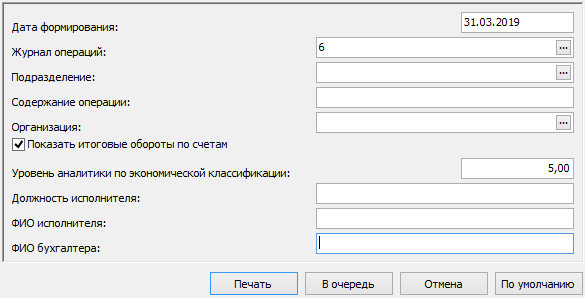 Дата формирования: 31.03.2019
Журнал операций: 6 ...
Подразделение: ...
Содержание операции:
Организация: ...
Показать итоговые обороты по счетам
Уровень аналитики по экономической классификации: 5,00
Должность исполнителя:
ФИО исполнителя:
ФИО бухгалтера:
Печать В очередь Отмена По умолчанию